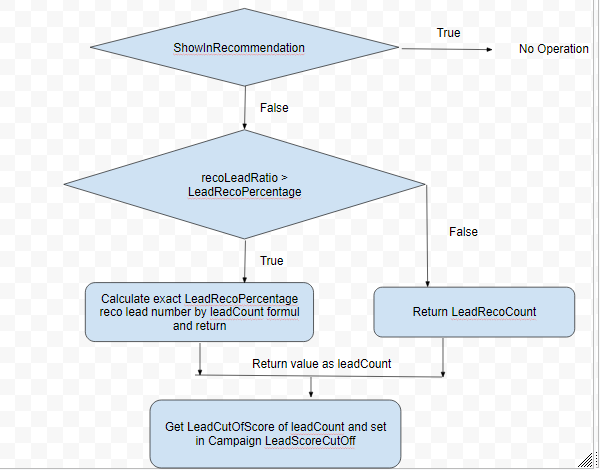 True
ShowInRecommendation
No Operation
False
recoLeadRatio >
LeadRecoPercentage
False
True
Calculate exact LeadRecoPercentage
reco lead number by leadCount formul
and return
Return LeadRecoCount
Return value as leadCount
Get LeadCutOfScore of leadCount and set
in Campaign LeadScoreCutOff